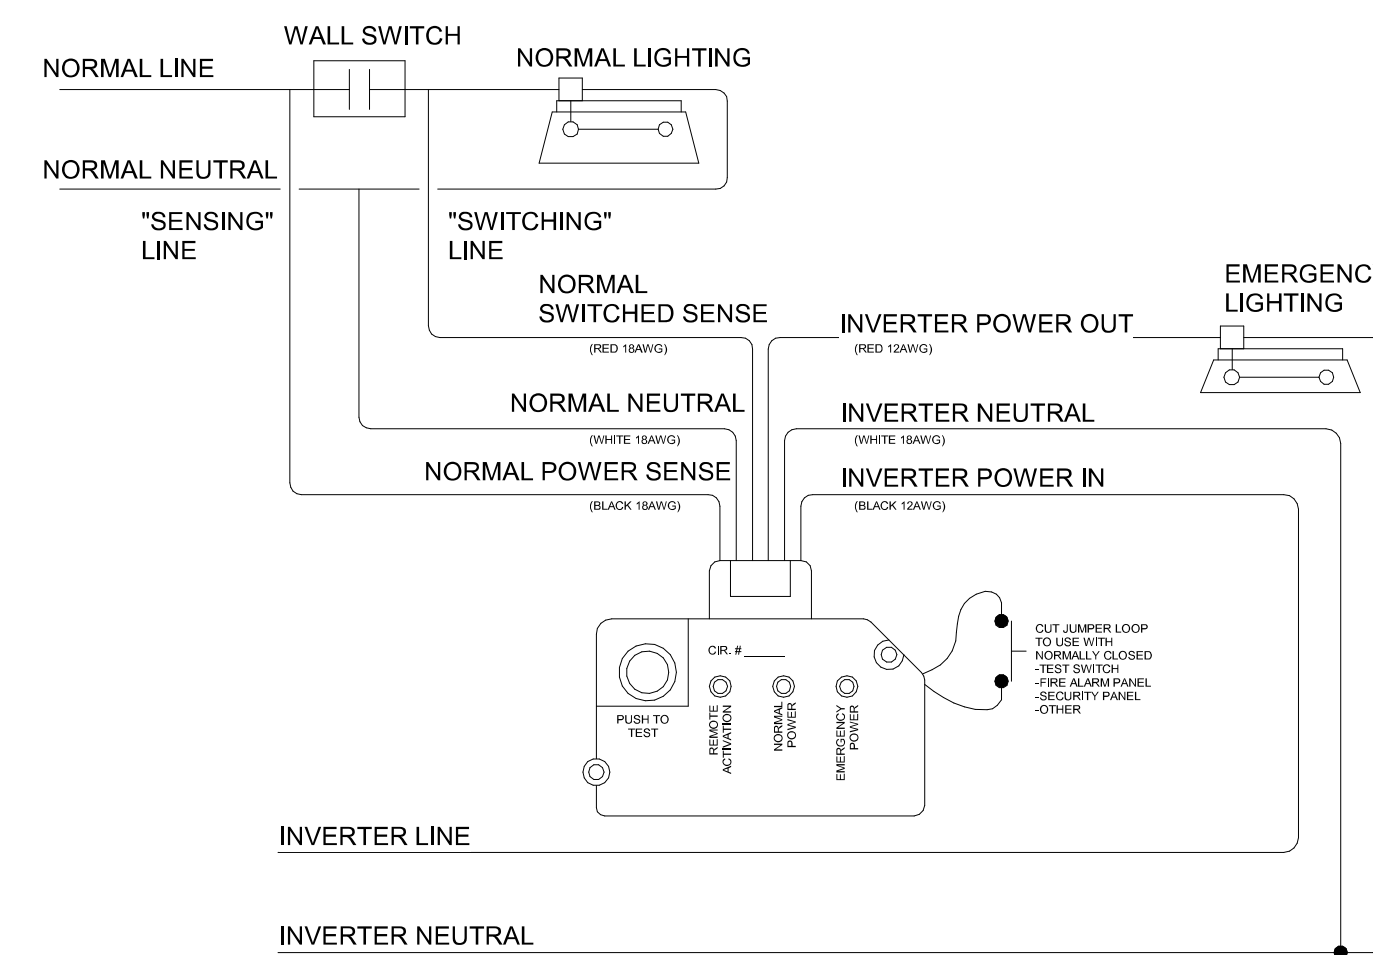 WALL SWITCH
NORMAL LINE
NORMAL LIGHTING
NORMAL NEUTRAL
"SENSING"
LINE
"SWITCHING"
LINE
NORMAL
SWITCHED SENSE
(RED 18AWG)
INVERTER POWER OUT
(RED 12AWG)
EMERGENC
LIGHTING
NORMAL NEUTRAL
(WHITE 18AWG)
INVERTER NEUTRAL
(WHITE 18AWG)
NORMAL POWER SENSE
(BLACK 18AWG)
INVERTER POWER IN
(BLACK 12AWG)
CIR. # _____
PUSH TO
TEST
REMOTE
ACTIVATION
NORMAL
POWER
EMERGENCY
POWER
CUT JUMPER LOOP
TO USE WITH
NORMALLY CLOSED
-TEST SWITCH
-FIRE ALARM PANEL
-SECURITY PANEL
-OTHER
INVERTER LINE
INVERTER NEUTRAL